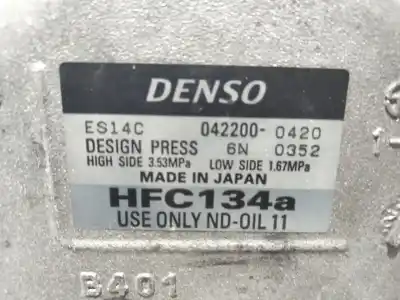 DENSO
ES14C 042200-0420
DESIGN PRESS 6N 0352
HIGH SIDE 3.53MPa LOW SIDE 1.67MPa
MADE IN JAPAN
HFC134a
USE ONLY ND-OIL 11
B401